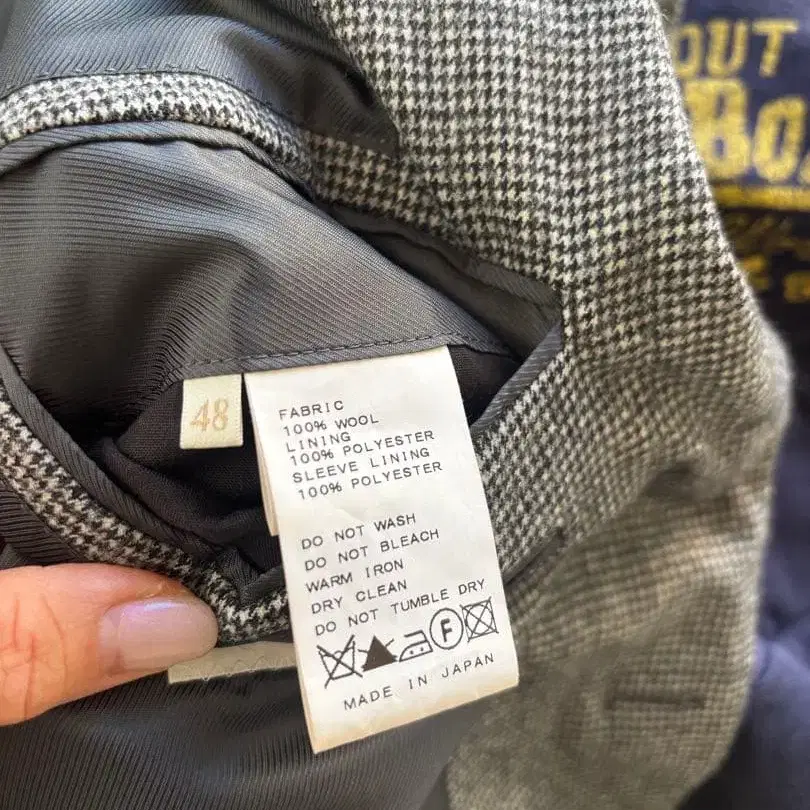 OUT
48
FABRIC
100% WOOL
LINING
100% POLYESTER
SLEEVE LINING
100% POLYESTER
DO NOT WASH
DO NOT BLEACH
WARM IRON
DRY CLEAN
DO NOT TUMBLE DRY
F
MADE IN JAPAN